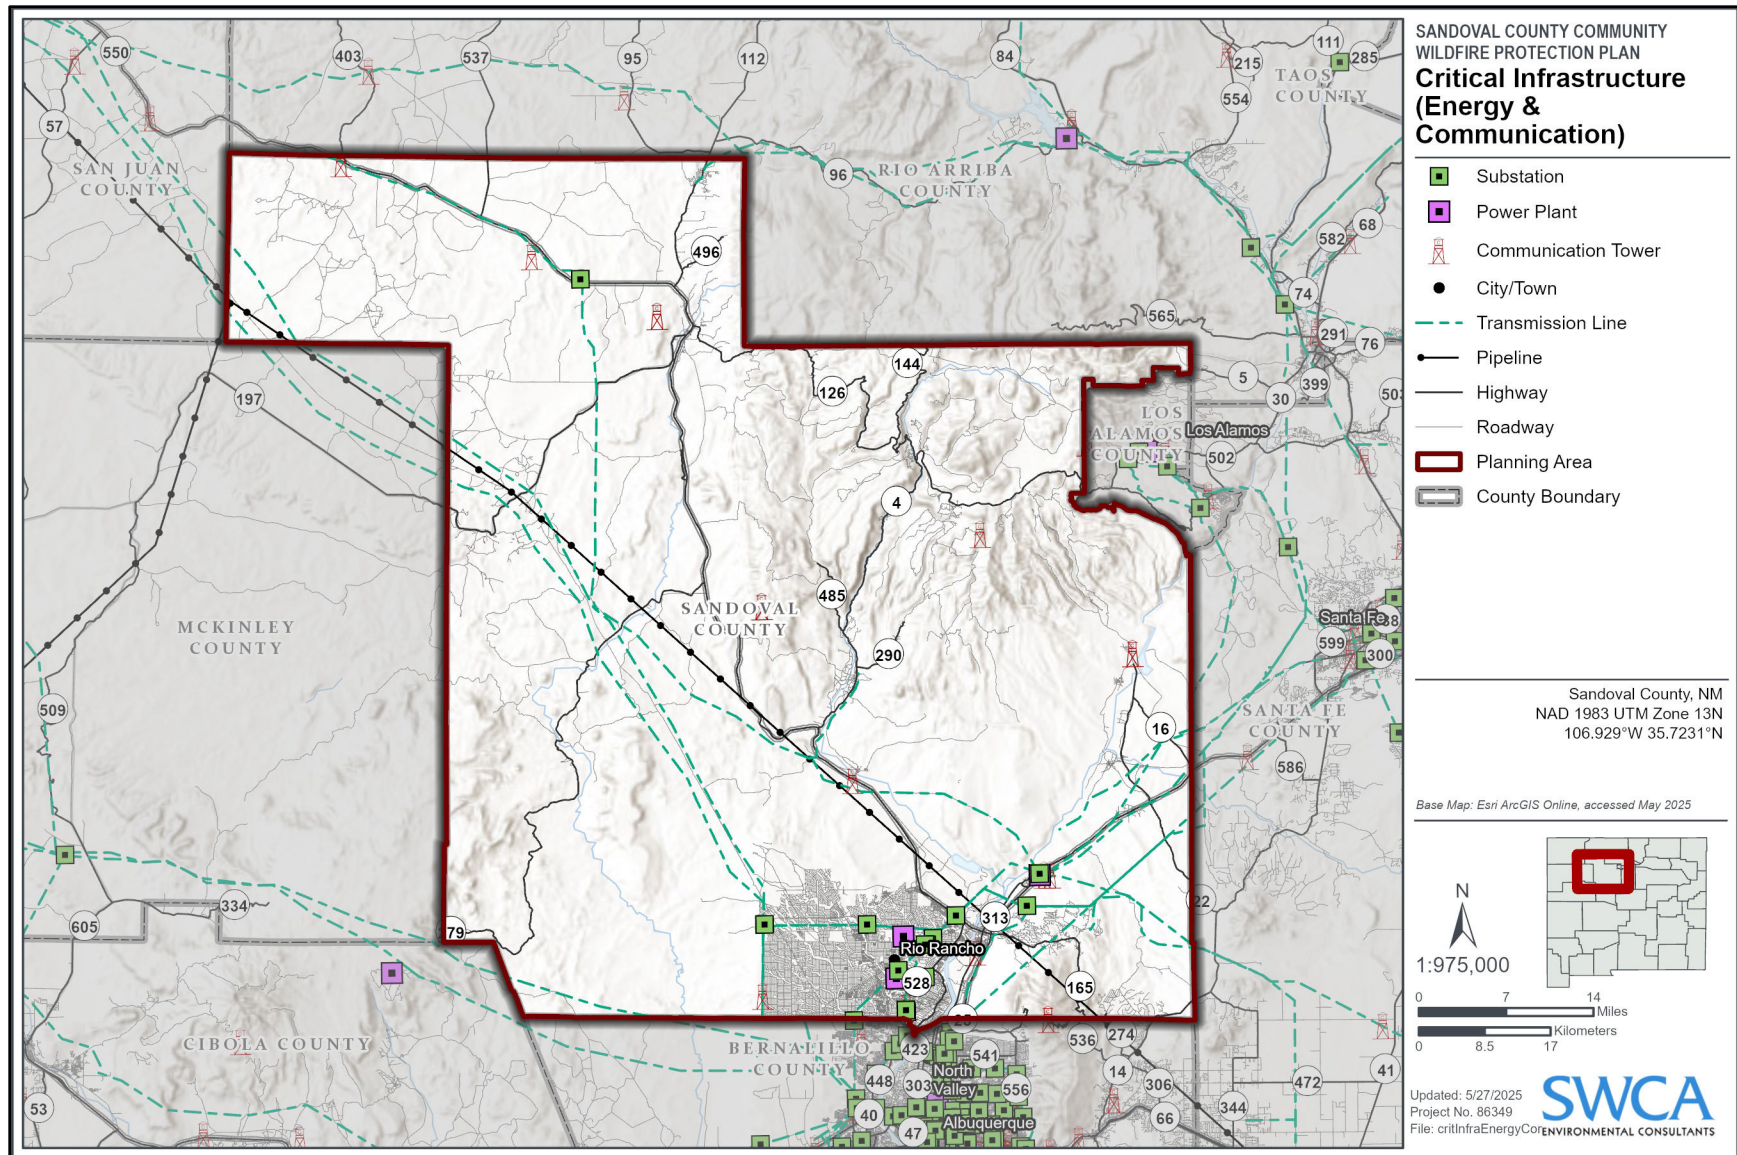 SANDOVAL COUNTY COMMUNITY
WILDFIRE PROTECTION PLAN
Critical Infrastructure
(Energy &
Communication)
Substation
Power Plant
Communication Tower
City/Town
Transmission Line
Pipeline
Highway
Roadway
Planning Area
County Boundary
Sandoval County, NM
NAD 1983 UTM Zone 13N
106.929°W 35.7231°N
Base Map: Esri ArcGIS Online, accessed May 2025
N
1:975,000
0 7 14
Miles
Kilometers
0 8.5 17
Updated: 5/27/2025
Project No. 86349
File: critInfraEnergyCom
SWCA
ENVIRONMENTAL CONSULTANTS
550
403
537
95
112
84
215
111
285
554
TAOS
COUNTY
57
SAN JUAN
COUNTY
96
RIO ARRIBA
COUNTY
68
582
496
74
565
291
76
144
126
5
399
30
503
197
LOS
ALAMOS
COUNTY
Los Alamos
502
4
485
SANDOVAL
COUNTY
MCKINLEY
COUNTY
290
Santa Fe
599
300
509
16
SANTA FE
COUNTY
586
334
605
79
22
313
Rio Rancho
528
165
25
CIBOLA COUNTY
BERNALILLO
COUNTY
423
541
536
274
14
North
Valley
448
303
556
306
472
41
53
40
47
Albuquerque
66
344